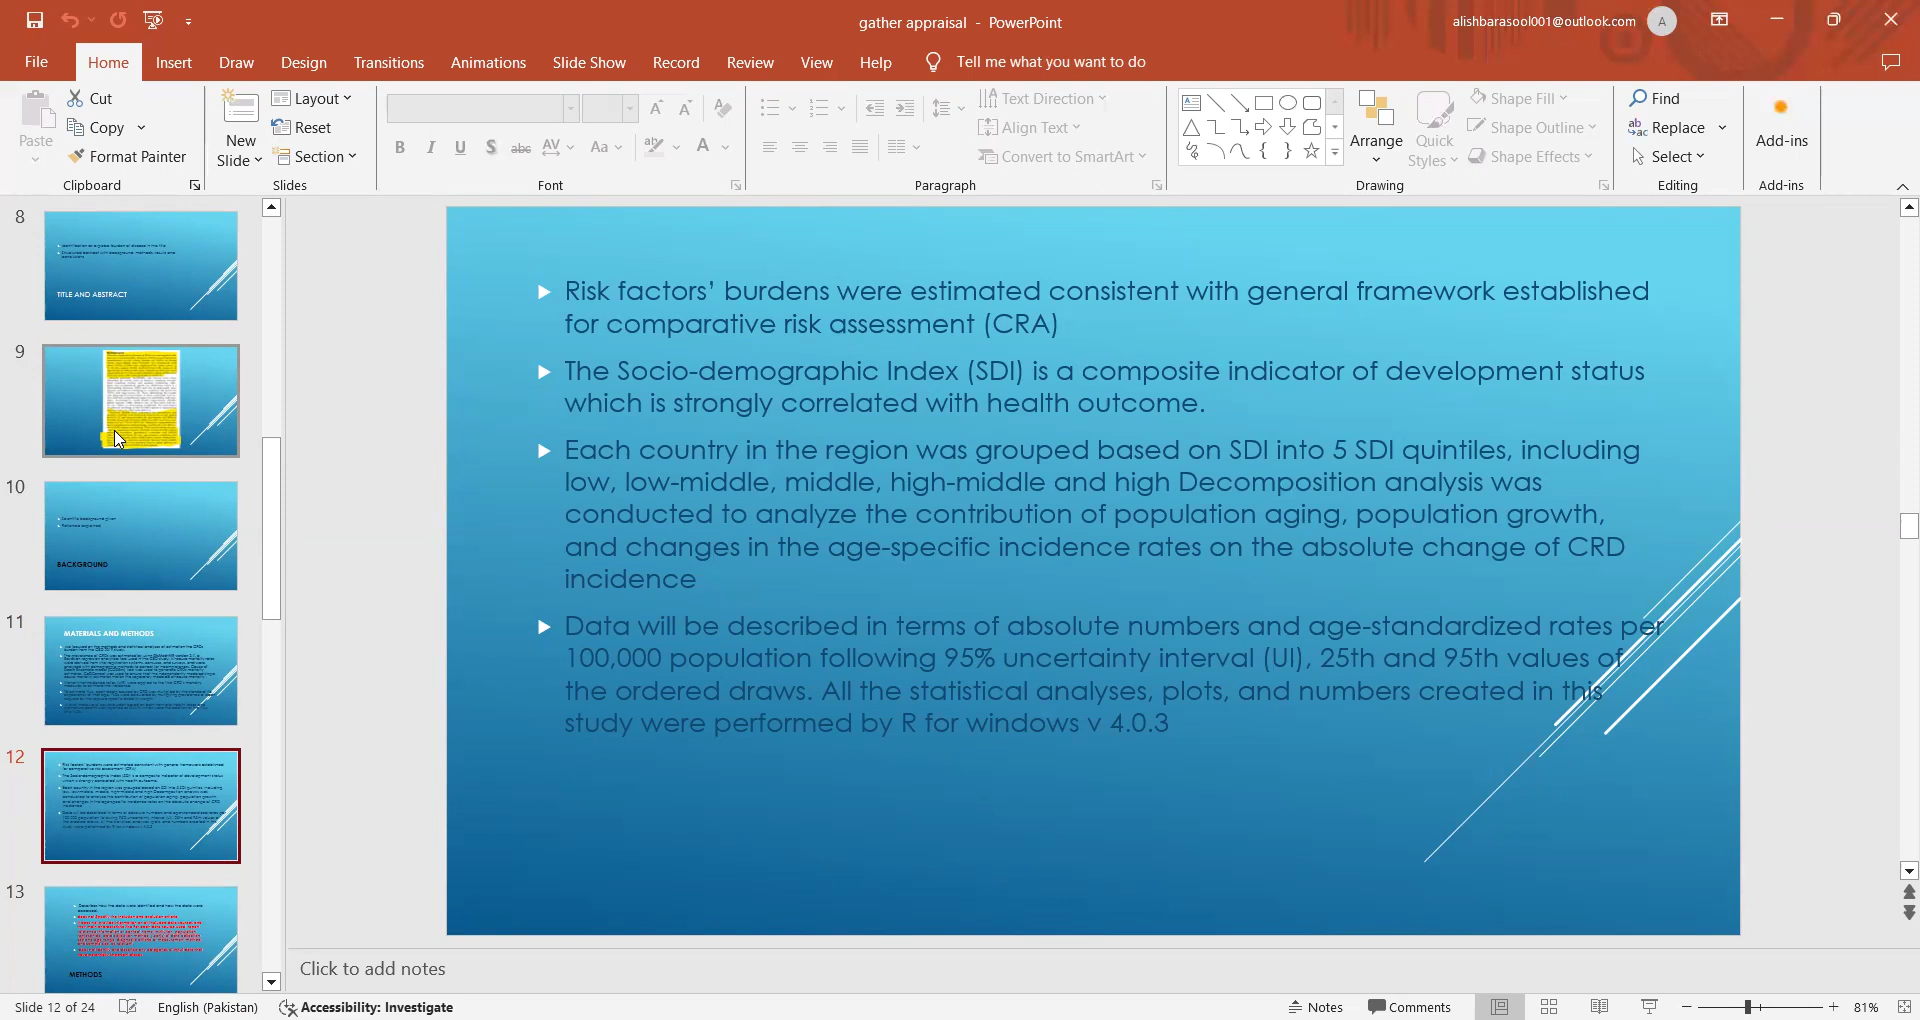 gather appraisal - PowerPoint
alishbarasool001@outlook.com
A
File
Home
Insert
Draw
Design
Transitions
Animations
Slide Show
Record
Review
View
Help
Tell me what you want to do
Paste
Cut
Copy
Format Painter
Clipboard
New
Slide
Layout
Reset
Section
Slides
Font
Text Direction
Align Text
Convert to SmartArt
Paragraph
Arrange
Quick
Styles
Shape Fill
Shape Outline
Shape Effects
Drawing
Find
Replace
Select
Editing
Add-ins
Add-ins
8
TITLE AND ABSTRACT
9
10
BACKGROUND
11
MATERIALS AND METHODS
12
13
METHODS
Risk factors’ burdens were estimated consistent with general framework established
for comparative risk assessment (CRA)
The Socio-demographic Index (SDI) is a composite indicator of development status
which is strongly correlated with health outcome.
Each country in the region was grouped based on SDI into 5 SDI quintiles, including
low, low-middle, middle, high-middle and high Decomposition analysis was
conducted to analyze the contribution of population aging, population growth,
and changes in the age-specific incidence rates on the absolute change of CRD
incidence
Data will be described in terms of absolute numbers and age-standardized rates per
100,000 population following 95% uncertainty interval (UI), 25th and 95th values of
the ordered draws. All the statistical analyses, plots, and numbers created in this
study were performed by R for windows v 4.0.3
Click to add notes
Slide 12 of 24
English (Pakistan)
Accessibility: Investigate
Notes
Comments
81%